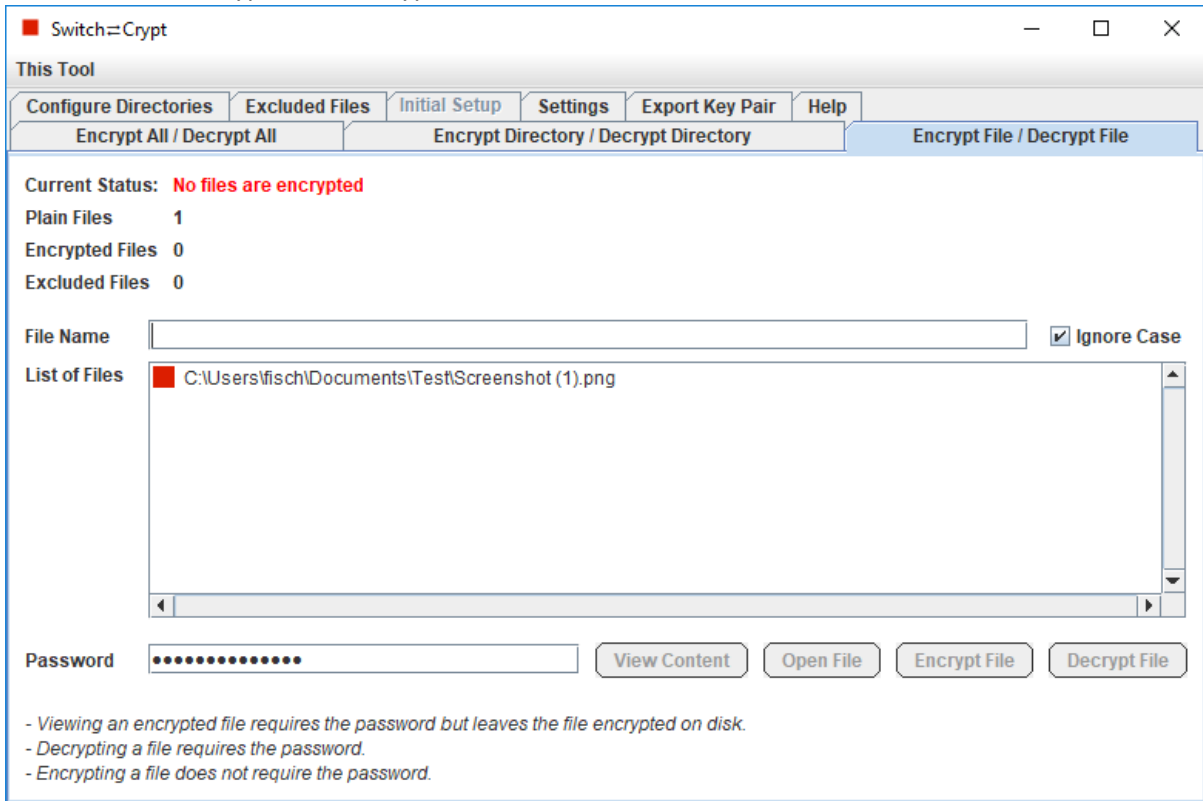 Switch⇄Crypt
This Tool
Configure Directories Excluded Files Initial Setup Settings Export Key Pair Help
Encrypt All / Decrypt All Encrypt Directory / Decrypt Directory Encrypt File / Decrypt File
Current Status: No files are encrypted
Plain Files 1
Encrypted Files 0
Excluded Files 0
File Name Ignore Case
List of Files C:\Users\fisch\Documents\Test\Screenshot (1).png
Password •••••••••••••• View Content Open File Encrypt File Decrypt File
- Viewing an encrypted file requires the password but leaves the file encrypted on disk.
- Decrypting a file requires the password.
- Encrypting a file does not require the password.